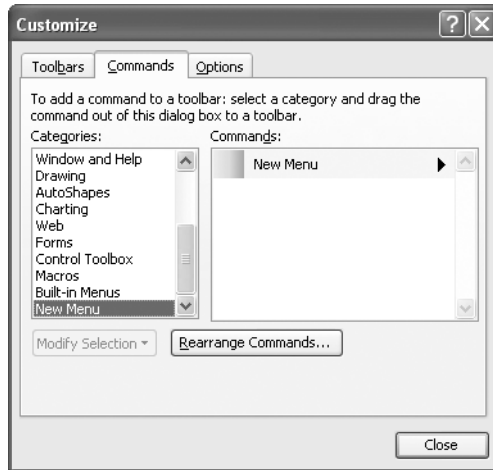 Customize
Toolbars Commands Options
To add a command to a toolbar: select a category and drag the
command out of this dialog box to a toolbar.
Categories: Commands:
Window and Help
Drawing
AutoShapes
Charting
Web
Forms
Control Toolbox
Macros
Built-in Menus
New Menu
New Menu
Modify Selection Rearrange Commands...
Close